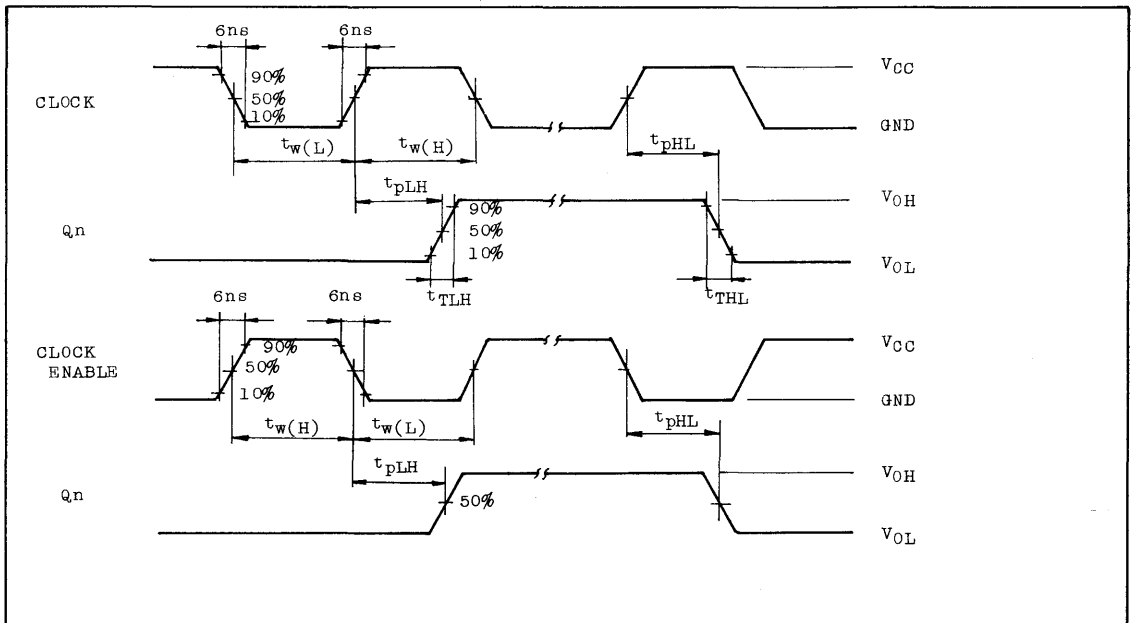 6ns 6ns
VCC
90%
CLOCK 50%
10%
GND
tw(L) tw(H) tpHL
tpLH
VOH
90%
Qn 50%
10%
VOL
tTLH tTHL
6ns 6ns
VCC
CLOCK ENABLE
90%
50%
10%
GND
tw(H) tw(L) tpHL
tpLH
VOH
Qn 50%
VOL